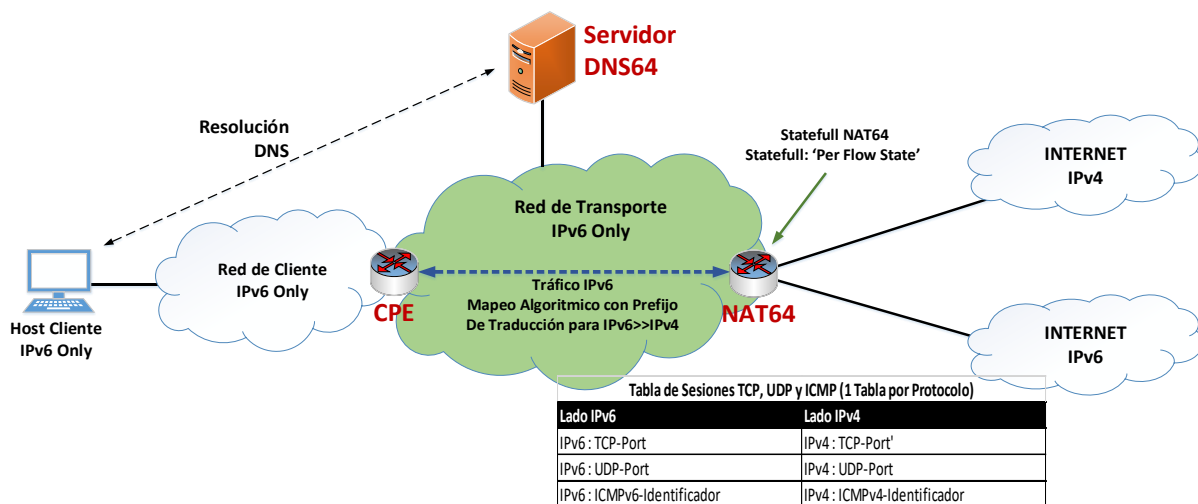 Servidor
DNS64
Resolución
DNS
Statefull NAT64
Statefull: 'Per Flow State'
INTERNET
IPv4
Red de Transporte
IPv6 Only
Red de Cliente
IPv6 Only
Host Cliente
IPv6 Only
CPE
Tráfico IPv6
Mapeo Algoritmico con Prefijo
De Traducción para IPv6>>IPv4
NAT64
INTERNET
IPv6
Tabla de Sesiones TCP, UDP y ICMP (1 Tabla por Protocolo)
Lado IPv6 Lado IPv4
IPv6 : TCP-Port IPv4 : TCP-Port'
IPv6 : UDP-Port IPv4 : UDP-Port
IPv6 : ICMPv6-Identificador IPv4 : ICMPv4-Identificador